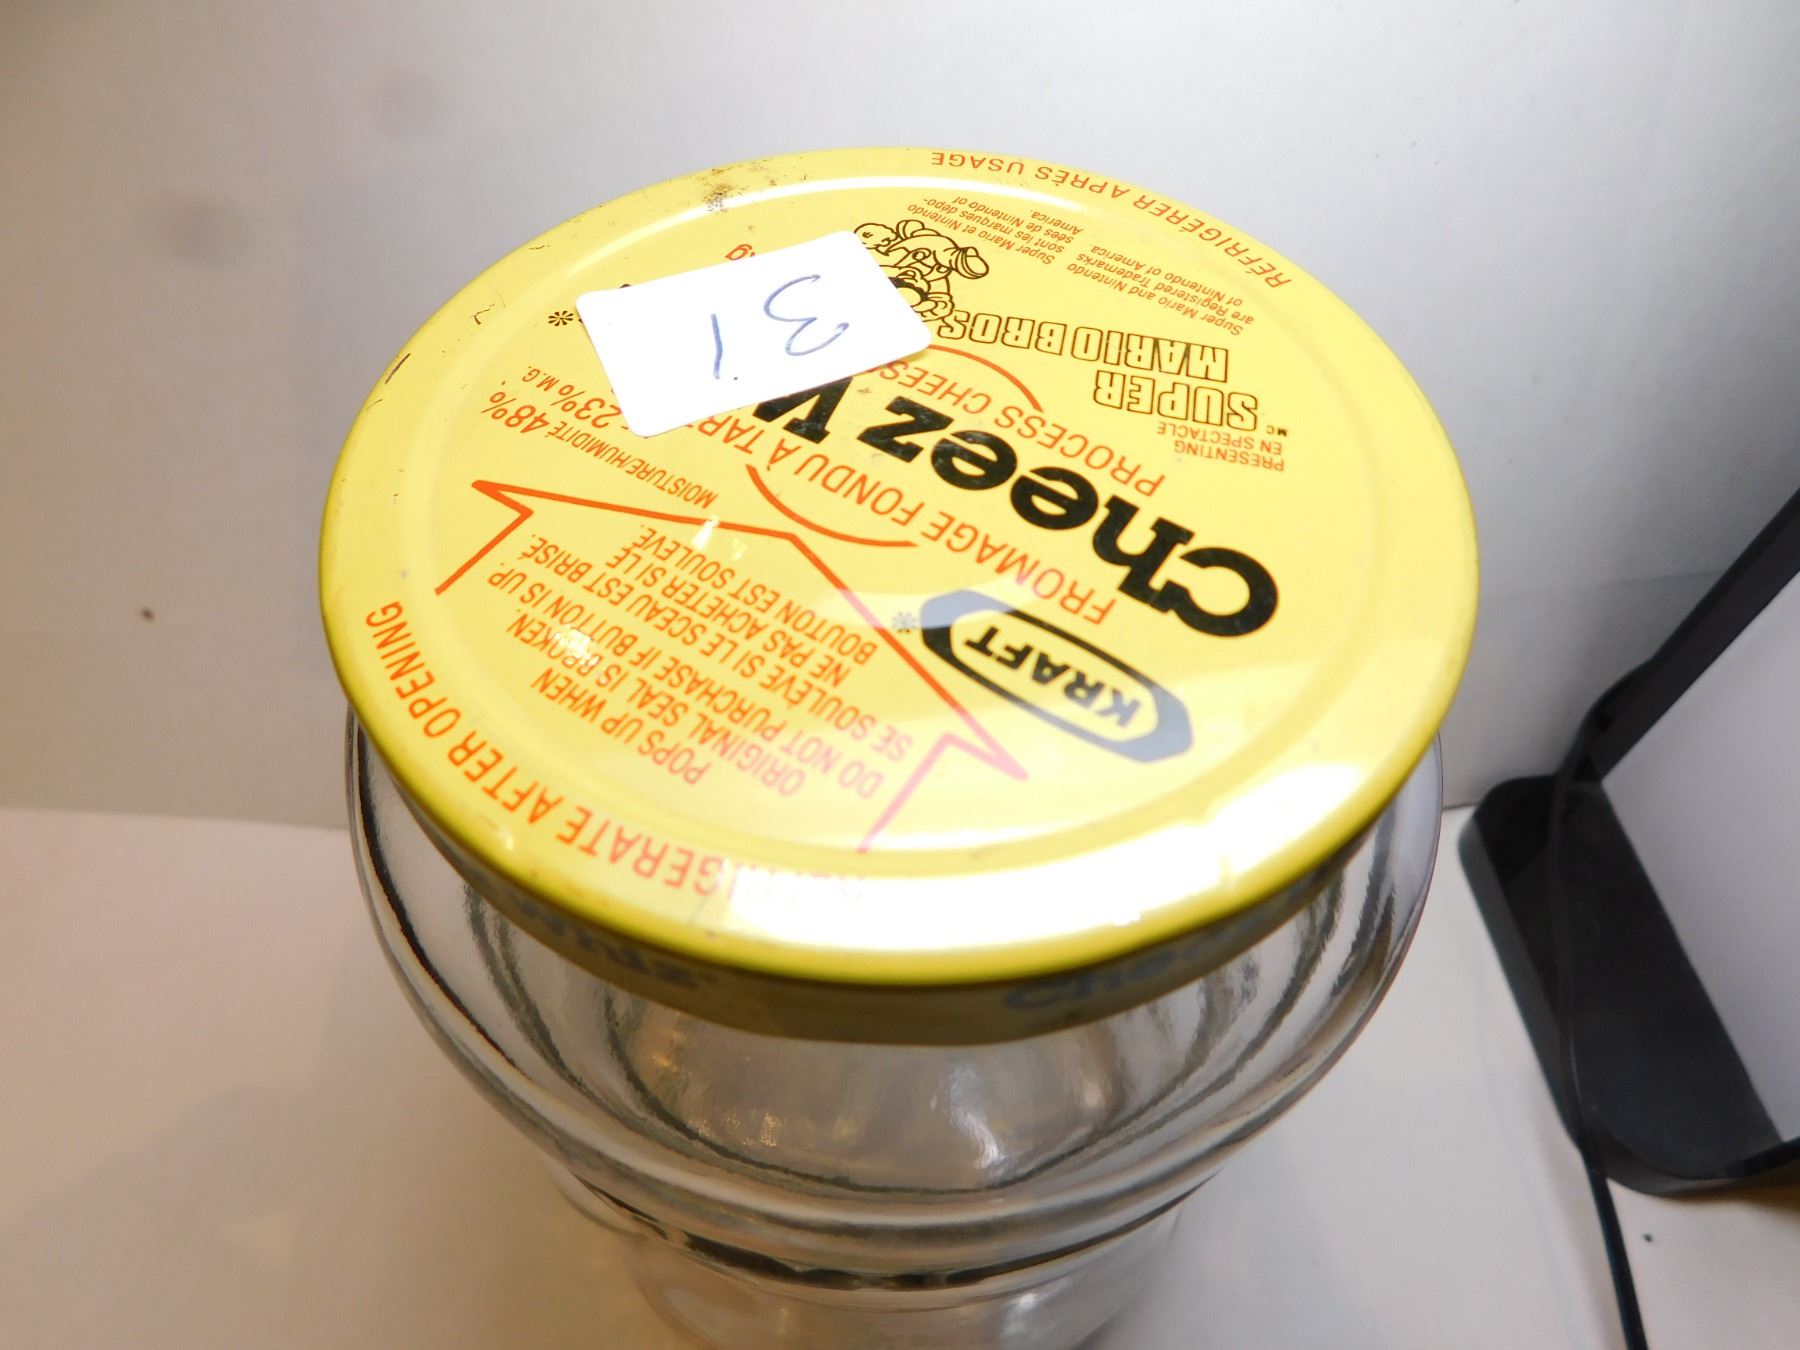 RÉFRIGÉRER APRÈS USAGE
REFRIGERATE AFTER OPENING
KRAFT
Cheez
PROCESS
FROMAGE FONDU À
MOISTURE/HUMIDITÉ 48%
23% M.G.
PRESENTING
EN SPECTACLE
SUPER MC
MARIO BROS
Super Mario and Nintendo
are Registered Trademarks
of Nintendo of America.
Super Mario et Nintendo
sont les marques dépo-
sées de Nintendo of
America.
POPS UP WHEN
ORIGINAL SEAL IS BROKEN.
DO NOT PURCHASE IF BUTTON IS UP.
SE SOULÈVE SI LE SCEAU EST BRISÉ.
NE PAS ACHETER SI LE
BOUTON EST SOULEVÉ.